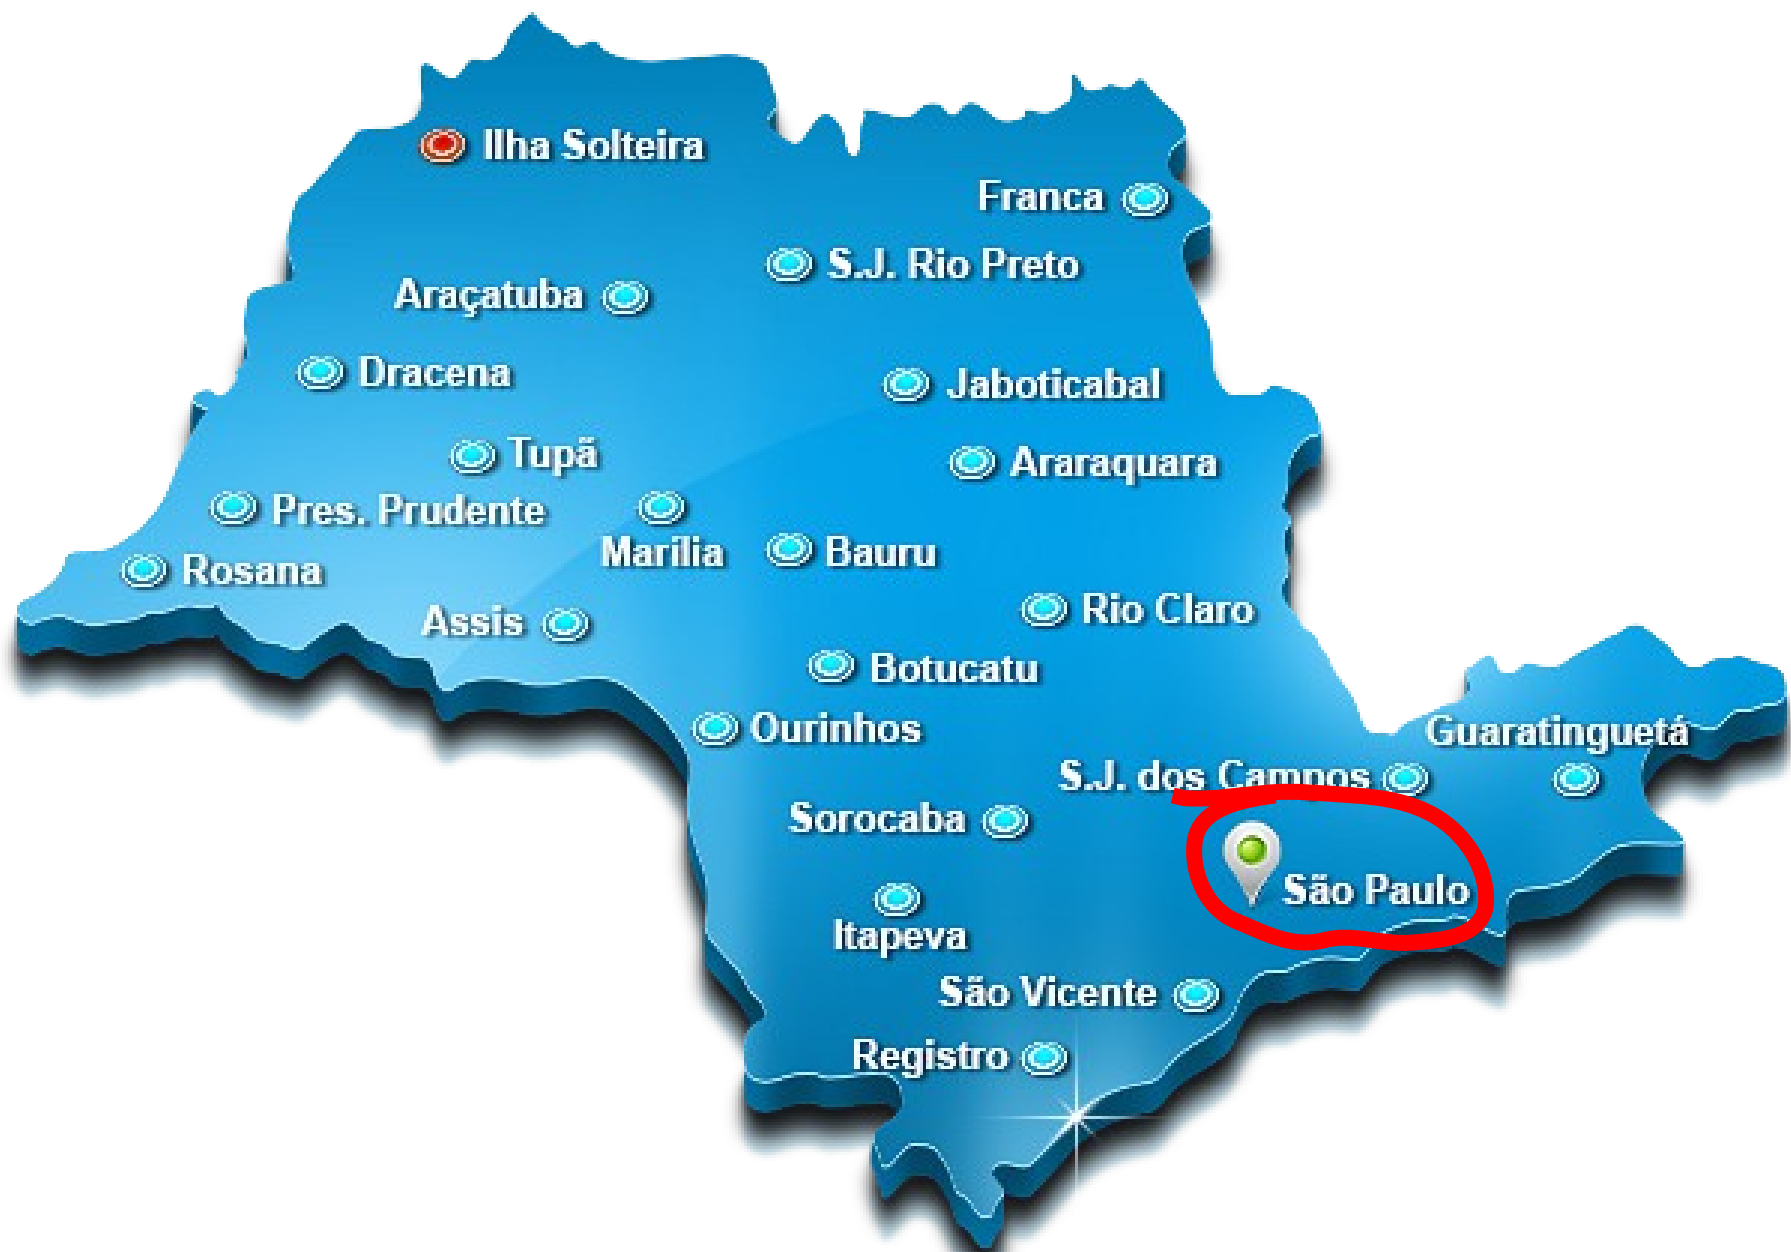 Ilha Solteira
Franca
S.J. Rio Preto
Araçatuba
Dracena
Jaboticabal
Tupã
Araraquara
Pres. Prudente
Marília
Bauru
Rosana
Rio Claro
Assis
Botucatu
Ourinhos
Guaratinguetá
S.J. dos Campos
Sorocaba
São Paulo
Itapeva
São Vicente
Registro